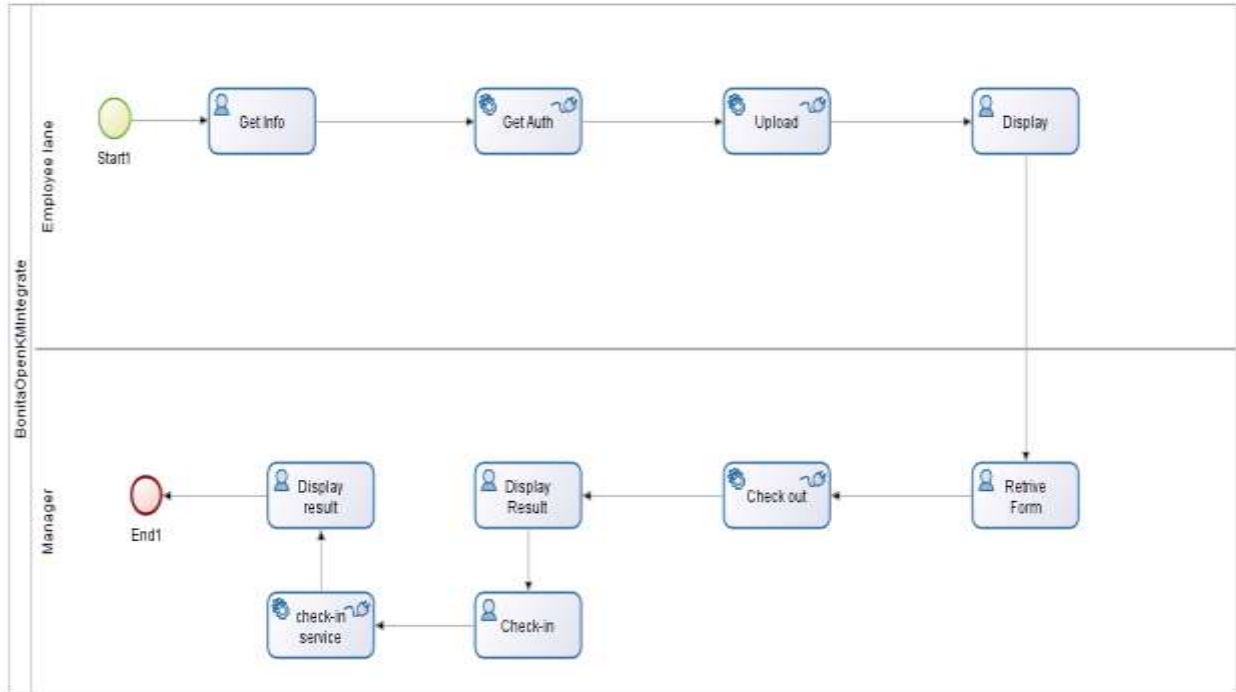 BonitaOpenKMIntegrate
Employee lane
Start1
Get Info
Get Auth
Upload
Display
Manager
End1
Display
result
Display
Result
Check out
Retrive
Form
check-in
service
Check-in